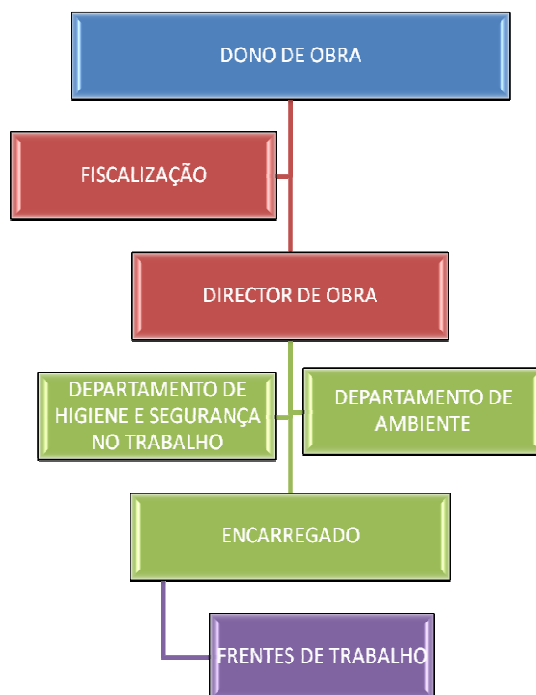 DONO DE OBRA
FISCALIZAÇÃO
DIRECTOR DE OBRA
DEPARTAMENTO DE
HIGIENE E SEGURANÇA
NO TRABALHO
DEPARTAMENTO DE
AMBIENTE
ENCARREGADO
FRENTES DE TRABALHO